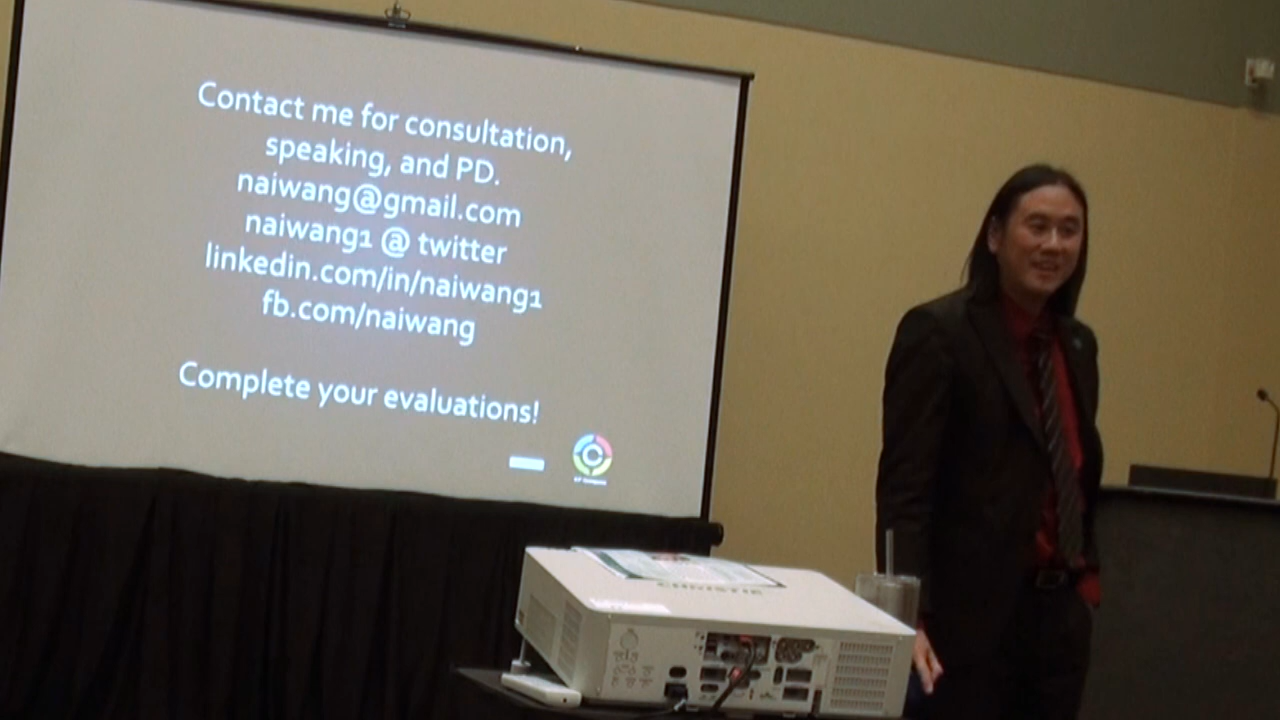 Contact me for consultation,
speaking, and PD.
naiwang@gmail.com
naiwang1 @ twitter
linkedin.com/in/naiwang1
fb.com/naiwang
Complete your evaluations!
CHRISTIE